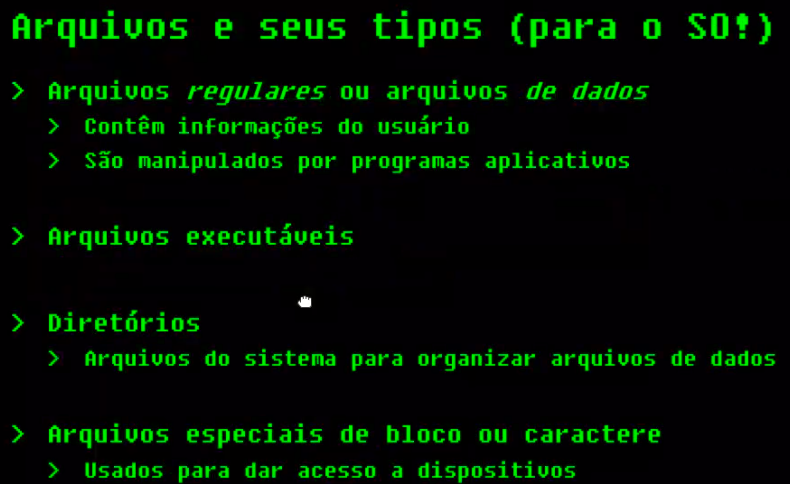 Arquivos e seus tipos (para o SO!)
> Arquivos regulares ou arquivos de dados
> Contêm informações do usuário
> São manipulados por programas aplicativos
> Arquivos executáveis
> Diretórios
> Arquivos do sistema para organizar arquivos de dados
> Arquivos especiais de bloco ou caractere
> Usados para dar acesso a dispositivos